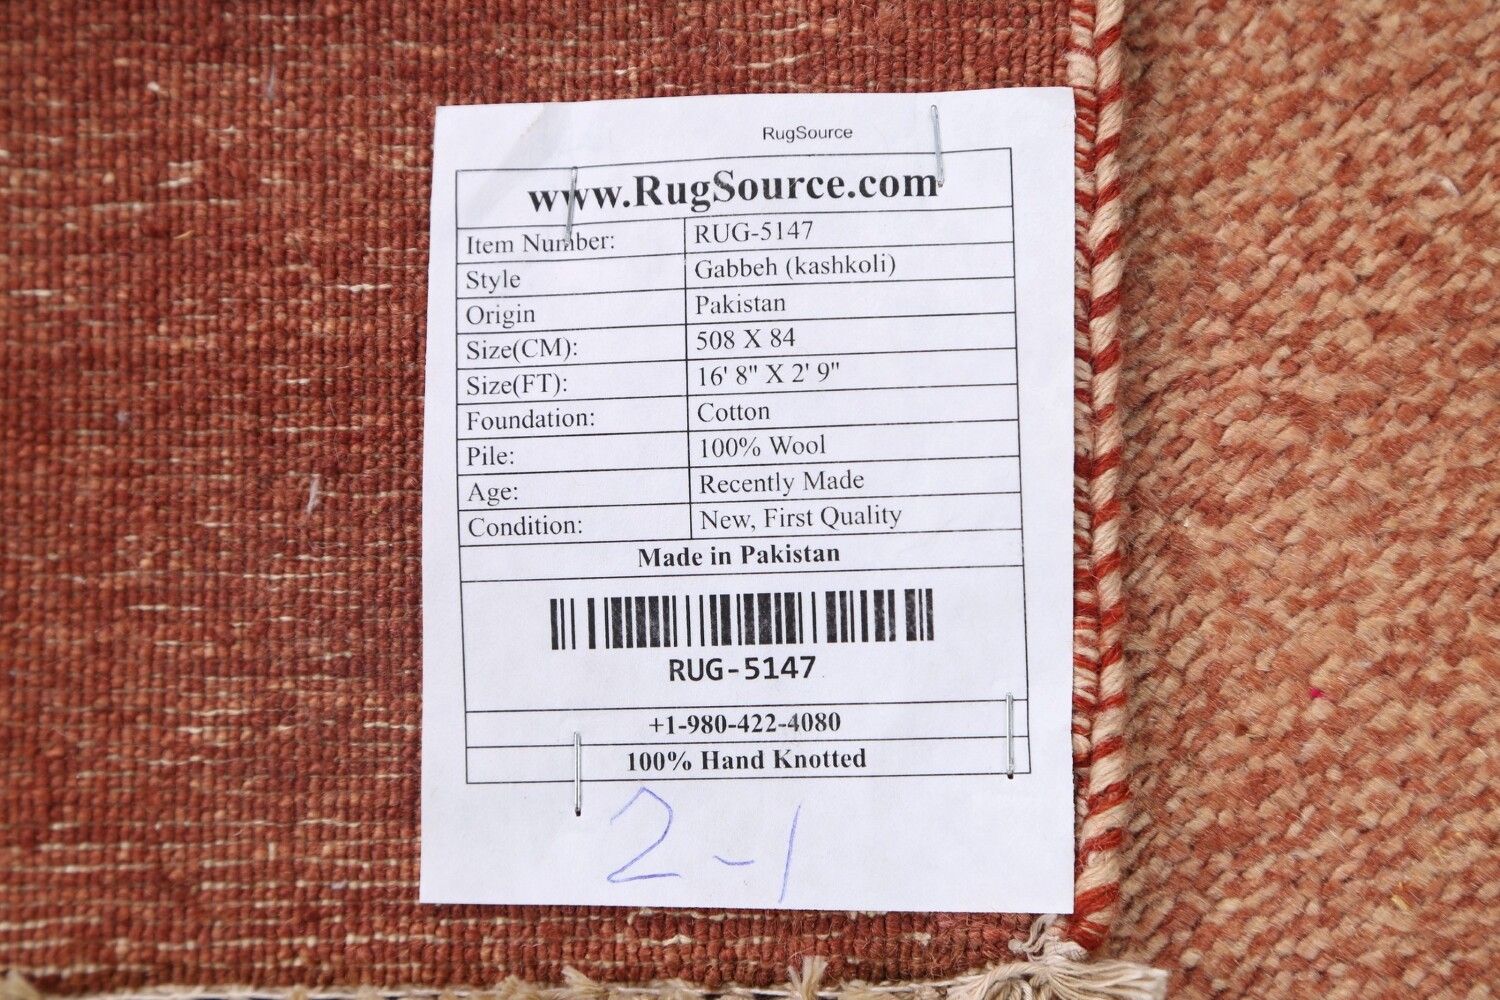 RugSource
www.RugSource.com
Item Number: RUG-5147
Style Gabbeh (kashkoli)
Origin Pakistan
Size(CM): 508 X 84
Size(FT): 16' 8" X 2' 9"
Foundation: Cotton
Pile: 100% Wool
Age: Recently Made
Condition: New, First Quality
Made in Pakistan
RUG-5147
+1-980-422-4080
100% Hand Knotted
2-1